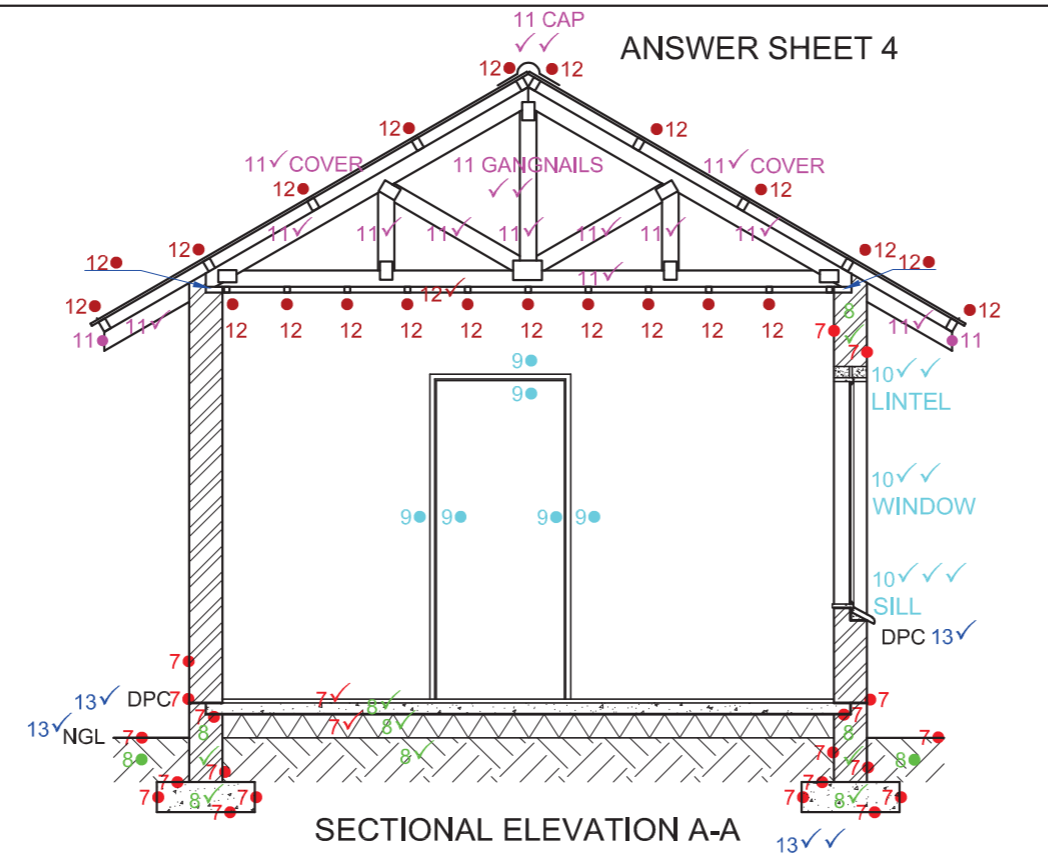 11 CAP
✓ ✓
ANSWER SHEET 4
12● ●12
12● ●12
11✓ COVER 11 GANGNAILS 11✓ COVER
✓ ✓
12● ●12
11✓ 11✓ 11✓ 11✓ 11✓ 11✓ 11✓
12● ●12
12● 11✓ 12●
12✓
12● ●12
12 12 12 12 12 12 12 12 12 12
11✓ 8 11✓
✓
11● 7● ●11
7●
9● 10✓ ✓
LINTEL
9●
10✓ ✓
WINDOW
9● 9● 9● 9●
10✓ ✓ ✓
SILL
DPC 13✓
7●
13✓ DPC 7● 7✓ 8✓ ●7
7● 7✓ 8✓ ●7
13✓ NGL 7● 8 8 7●
8● ✓ 8✓ 7● ✓ 8●
7● 7● 7● 7●
7● 8✓ 7● 7● 8✓ 7●
7● 7●
SECTIONAL ELEVATION A-A
13✓ ✓